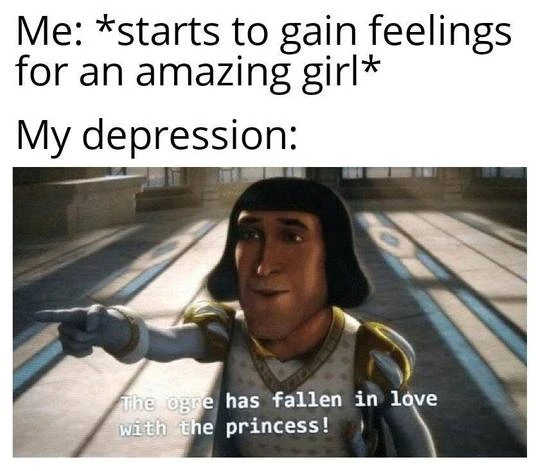 Me: *starts to gain feelings
for an amazing girl*
My depression:
The ogre has fallen in love
with the princess!